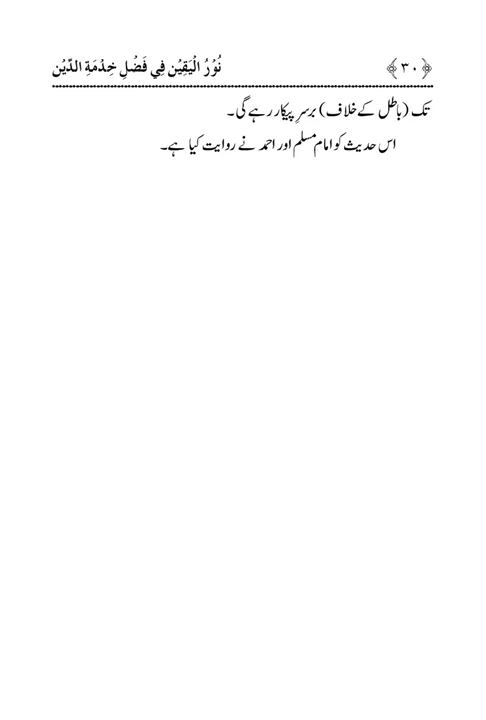 ﴿٣٠﴾ نُوْرُ الْيَقِيْن فِي فَضْلِ خِدْمَةِ الدِّيْن
تک (باطل کے خلاف) برسرِ پیکار رہے گی۔
اس حدیث کو امام مسلم اور احمد نے روایت کیا ہے۔